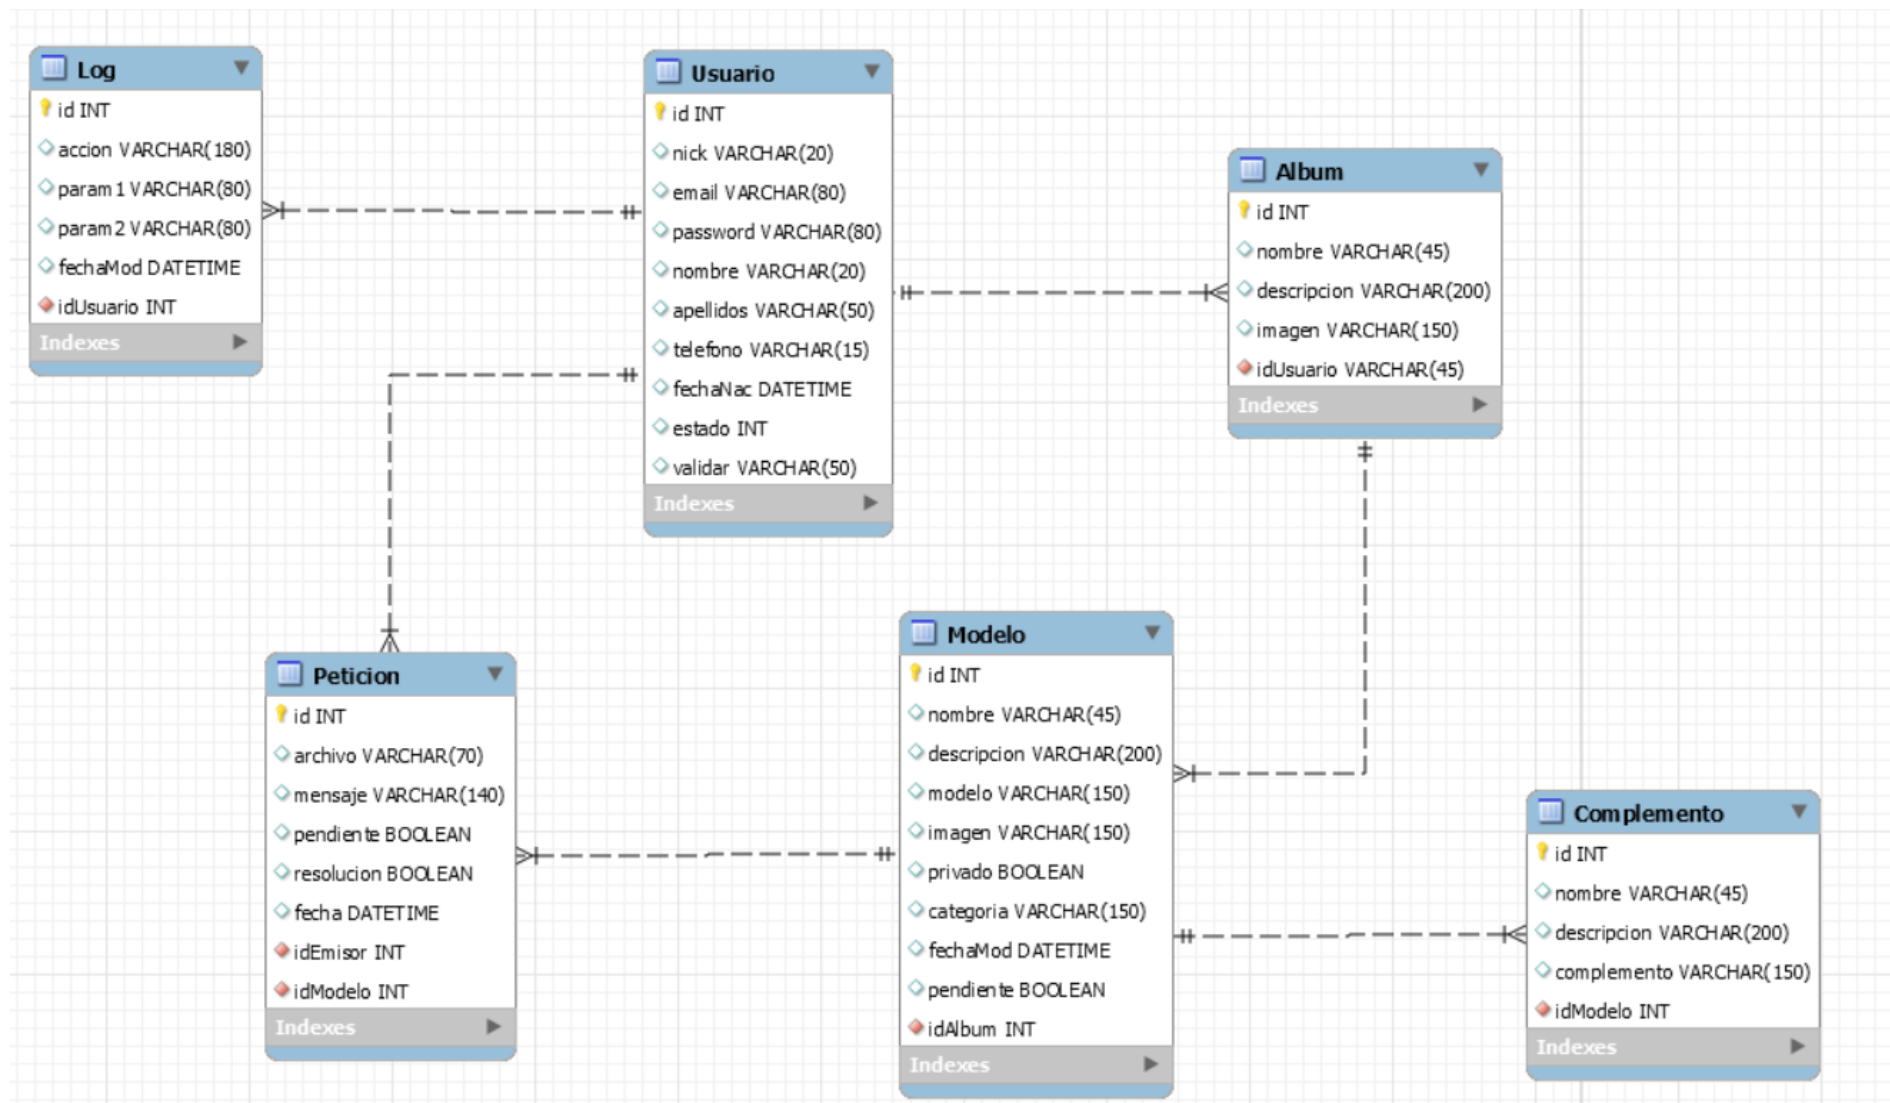 Log
id INT
accion VARCHAR(180)
param1 VARCHAR(80)
param2 VARCHAR(80)
fechaMod DATETIME
idUsuario INT
Indexes
Usuario
id INT
nick VARCHAR(20)
email VARCHAR(80)
password VARCHAR(80)
nombre VARCHAR(20)
apellidos VARCHAR(50)
telefono VARCHAR(15)
fechaNac DATETIME
estado INT
validar VARCHAR(50)
Indexes
Album
id INT
nombre VARCHAR(45)
descripcion VARCHAR(200)
imagen VARCHAR(150)
idUsuario VARCHAR(45)
Indexes
Peticion
id INT
archivo VARCHAR(70)
mensaje VARCHAR(140)
pendiente BOOLEAN
resolucion BOOLEAN
fecha DATETIME
idEmisor INT
idModelo INT
Indexes
Modelo
id INT
nombre VARCHAR(45)
descripcion VARCHAR(200)
modelo VARCHAR(150)
imagen VARCHAR(150)
privado BOOLEAN
categoria VARCHAR(150)
fechaMod DATETIME
pendiente BOOLEAN
idAlbum INT
Indexes
Complemento
id INT
nombre VARCHAR(45)
descripcion VARCHAR(200)
complemento VARCHAR(150)
idModelo INT
Indexes